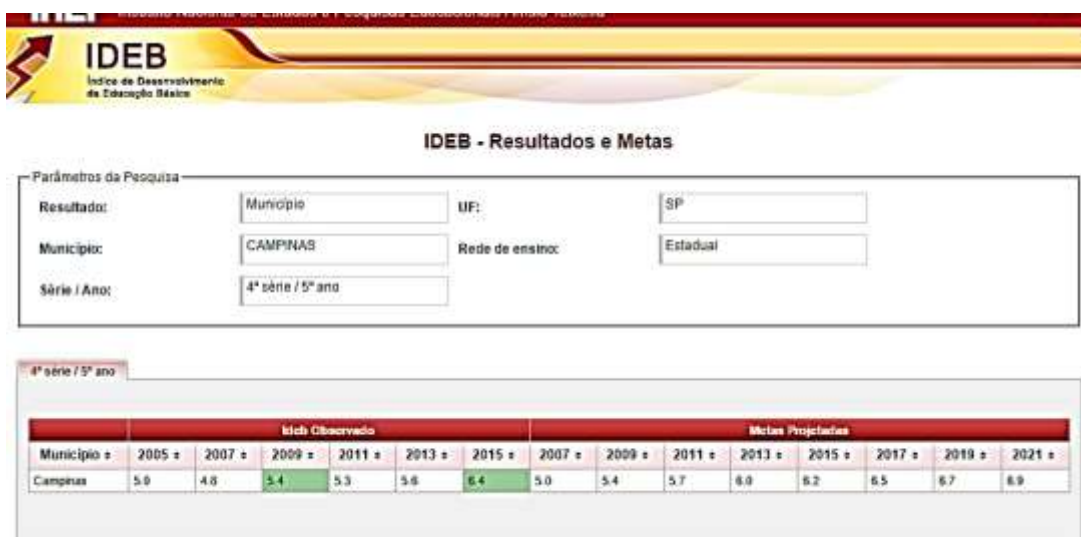 IDEB
Índice de Desenvolvimento
da Educação Básica
IDEB - Resultados e Metas
Parâmetros da Pesquisa
Resultado: Município UF: SP
Município: CAMPINAS Rede de ensino: Estadual
Série / Ano: 4ª série / 5º ano
4ª série / 5º ano
Ideb Observado Metas Projetadas
Município 2005 2007 2009 2011 2013 2015 2007 2009 2011 2013 2015 2017 2019 2021
Campinas 5.0 4.8 5.4 5.3 5.6 6.4 5.0 5.4 5.7 6.0 6.2 6.5 6.7 6.9